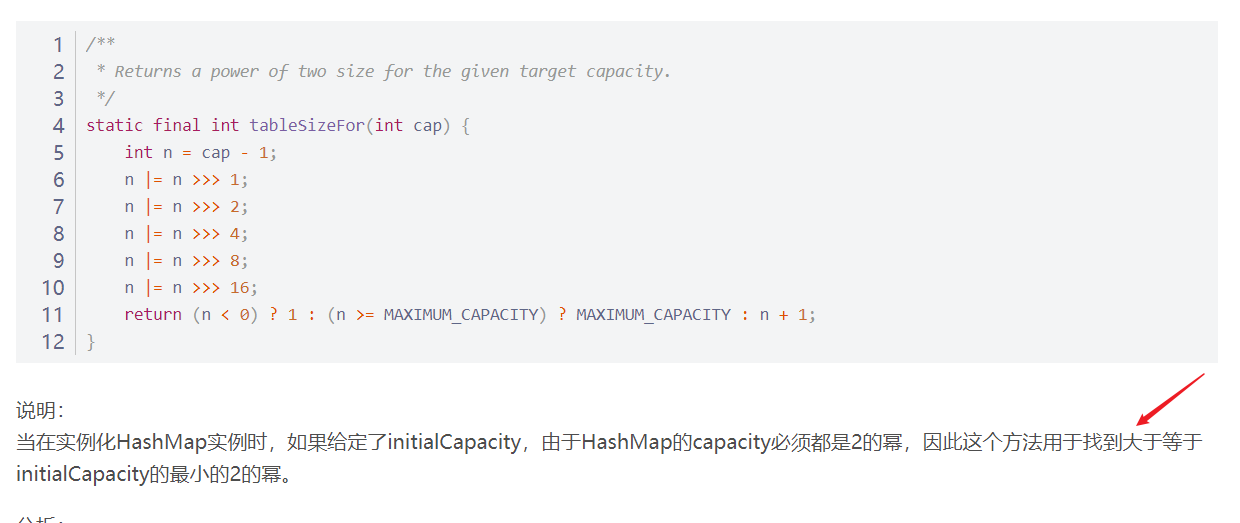 1 /**
2  * Returns a power of two size for the given target capacity.
3  */
4 static final int tableSizeFor(int cap) {
5     int n = cap - 1;
6     n |= n >>> 1;
7     n |= n >>> 2;
8     n |= n >>> 4;
9     n |= n >>> 8;
10     n |= n >>> 16;
11     return (n < 0) ? 1 : (n >= MAXIMUM_CAPACITY) ? MAXIMUM_CAPACITY : n + 1;
12 }
说明：
当在实例化HashMap实例时，如果给定了initialCapacity，由于HashMap的capacity必须都是2的幂，因此这个方法用于找到大于等于
initialCapacity的最小的2的幂。